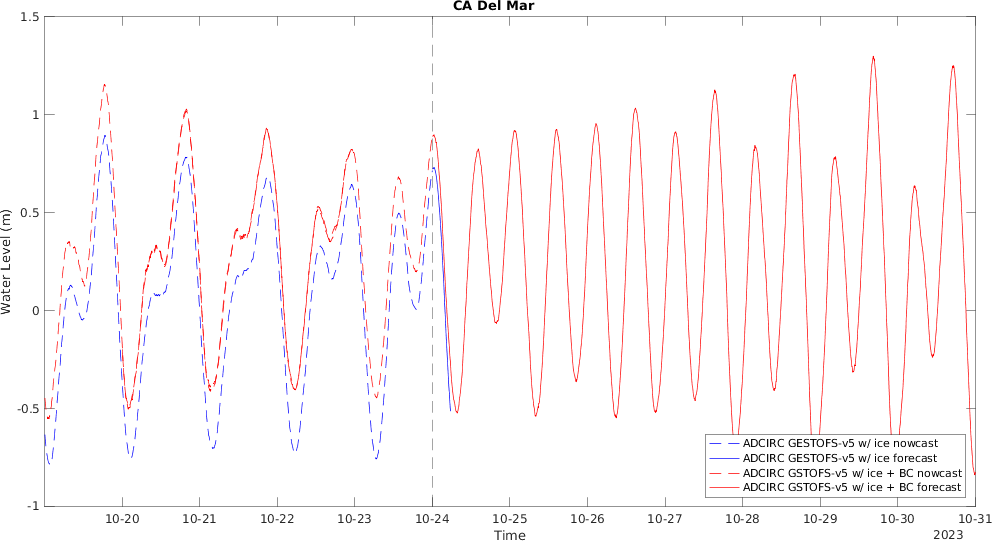 CA Del Mar
1.5
1
0.5
0
-0.5
-1
Water Level (m)
10-20
10-21
10-22
10-23
10-24
10-25
10-26
10-27
10-28
10-29
10-30
10-31
Time
2023
ADCIRC GESTOFS-v5 w/ ice nowcast
ADCIRC GESTOFS-v5 w/ ice forecast
ADCIRC GSTOFS-v5 w/ ice + BC nowcast
ADCIRC GSTOFS-v5 w/ ice + BC forecast